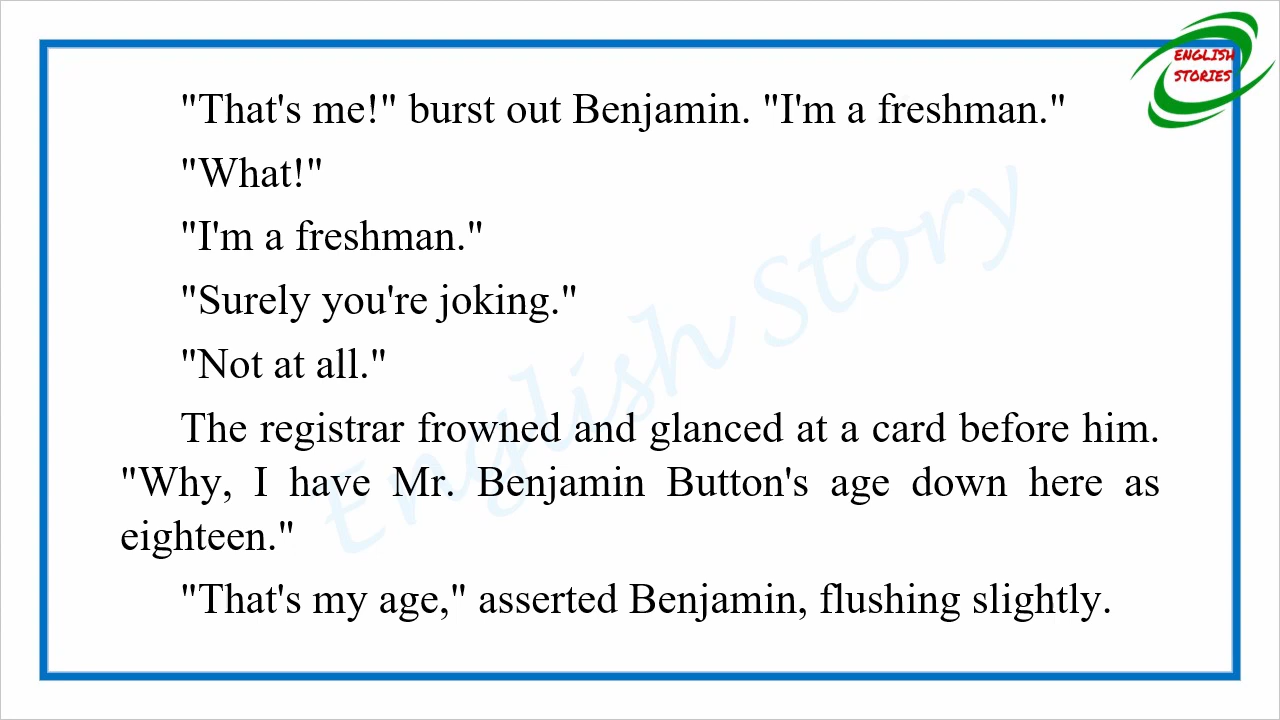 ENGLISH
STORIES
"That's me!" burst out Benjamin. "I'm a freshman."
"What!"
"I'm a freshman."
"Surely you're joking."
"Not at all."
The registrar frowned and glanced at a card before him.
"Why, I have Mr. Benjamin Button's age down here as
eighteen."
"That's my age," asserted Benjamin, flushing slightly.
English Story